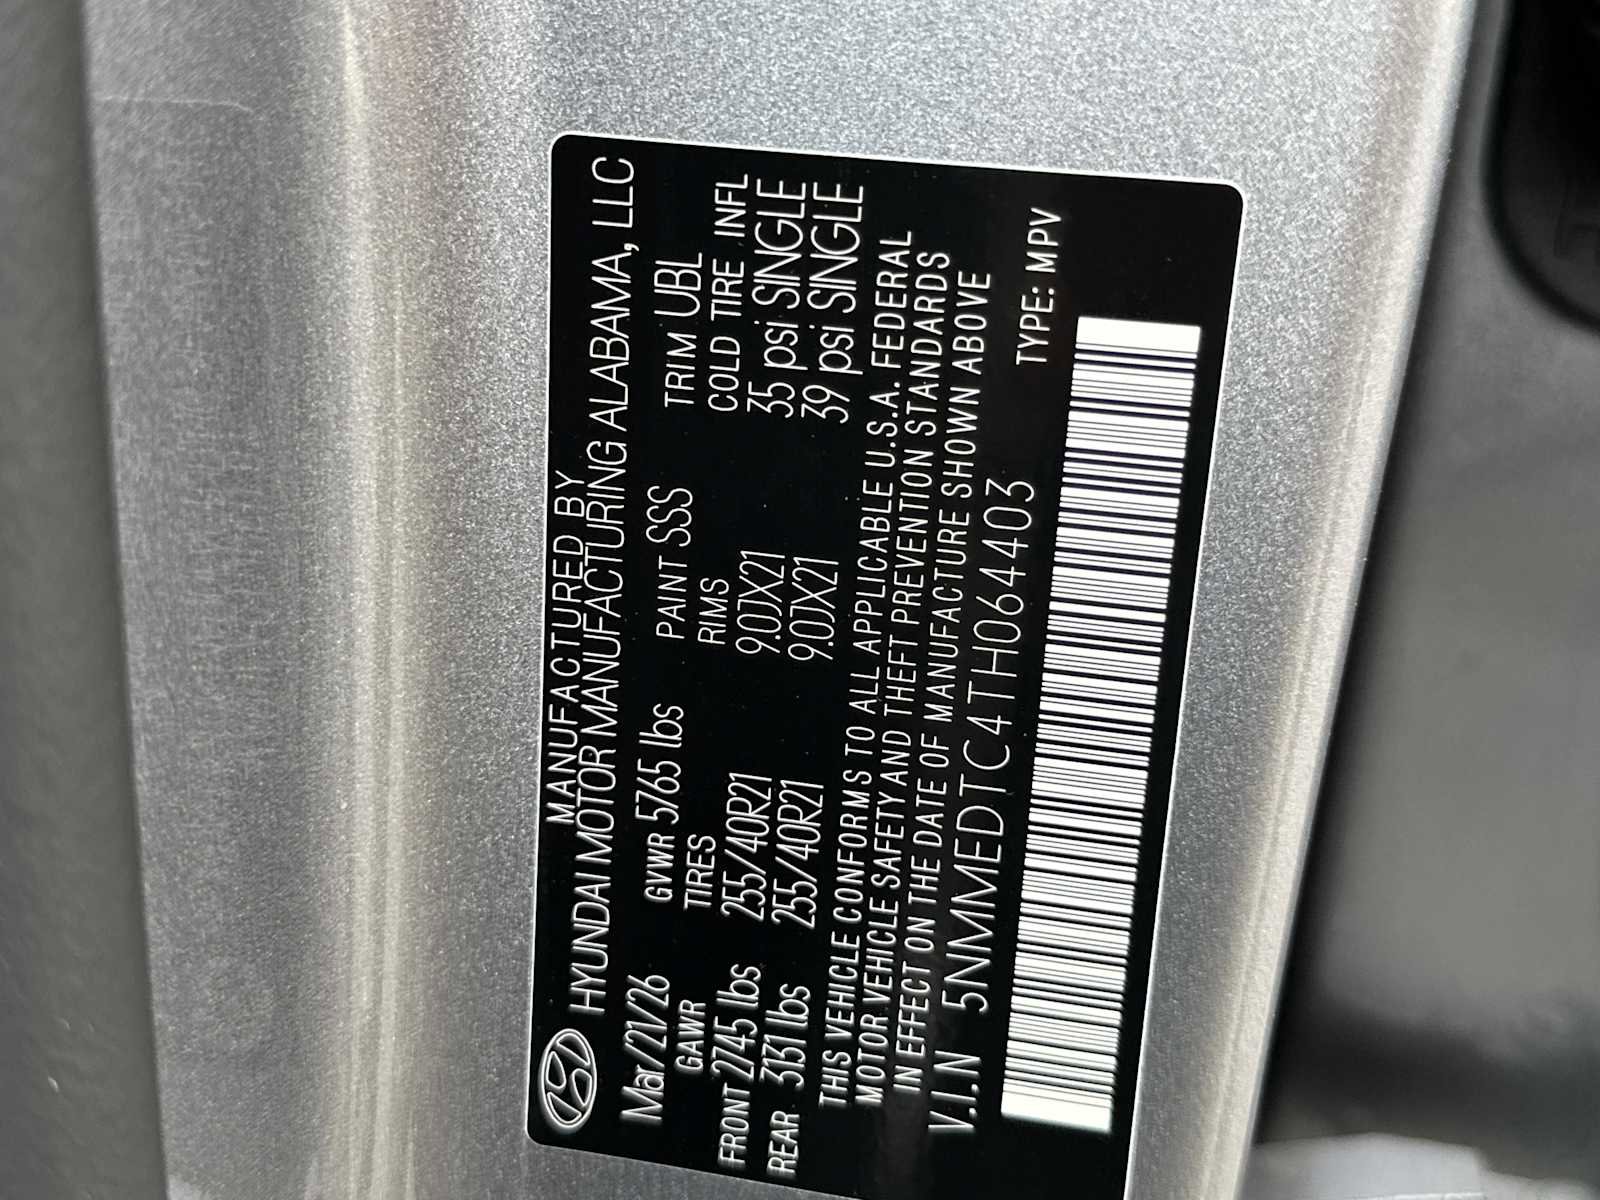 MANUFACTURED BY
HYUNDAI MOTOR MANUFACTURING ALABAMA, LLC
Mar/21/26 GVWR 5765 lbs PAINT SSS TRIM UBL
GAWR TIRES RIMS COLD TIRE INFL
FRONT 2745 lbs 255/40R21 9.0JX21 35 psi SINGLE
REAR 3131 lbs 255/40R21 9.0JX21 39 psi SINGLE
THIS VEHICLE CONFORMS TO ALL APPLICABLE U.S.A. FEDERAL
MOTOR VEHICLE SAFETY AND THEFT PREVENTION STANDARDS
IN EFFECT ON THE DATE OF MANUFACTURE SHOWN ABOVE
V.I.N 5NMMEDTC4TH064403 TYPE: MPV